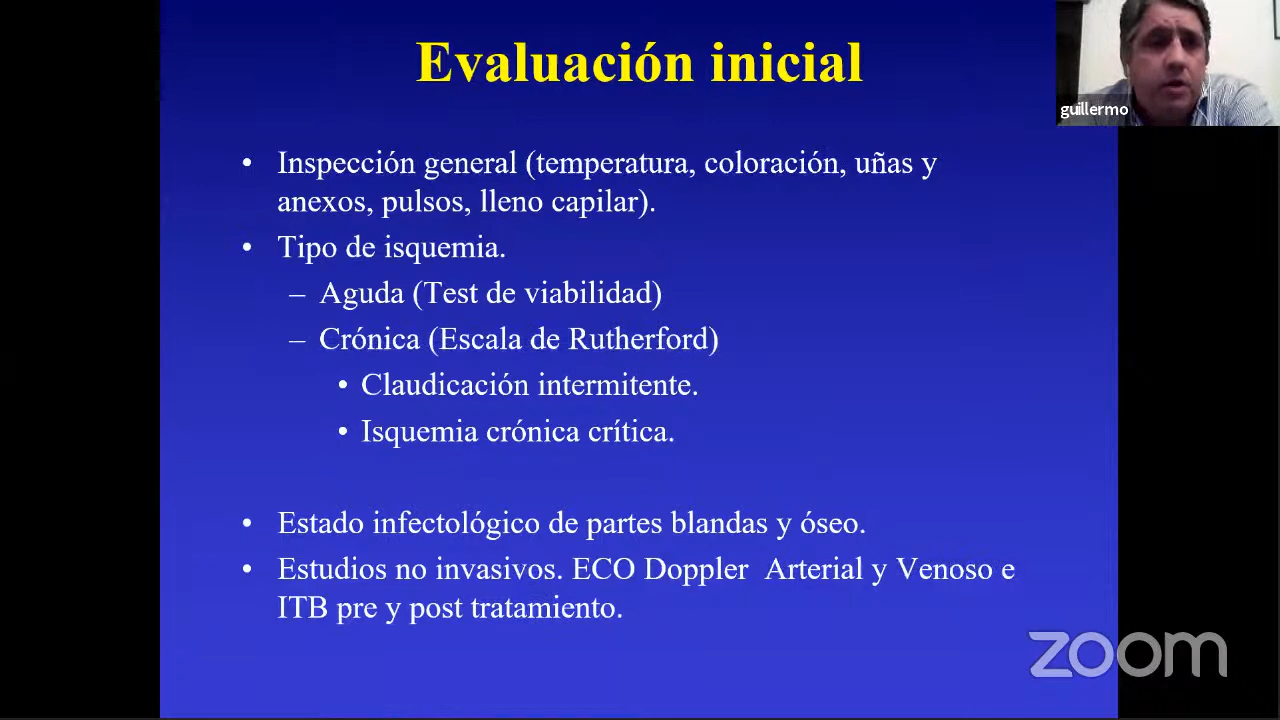 Evaluación inicial
guillermo
• Inspección general (temperatura, coloración, uñas y
anexos, pulsos, lleno capilar).
• Tipo de isquemia.
– Aguda (Test de viabilidad)
– Crónica (Escala de Rutherford)
• Claudicación intermitente.
• Isquemia crónica crítica.
• Estado infectológico de partes blandas y óseo.
• Estudios no invasivos. ECO Doppler  Arterial y Venoso e
ITB pre y post tratamiento.
zoom